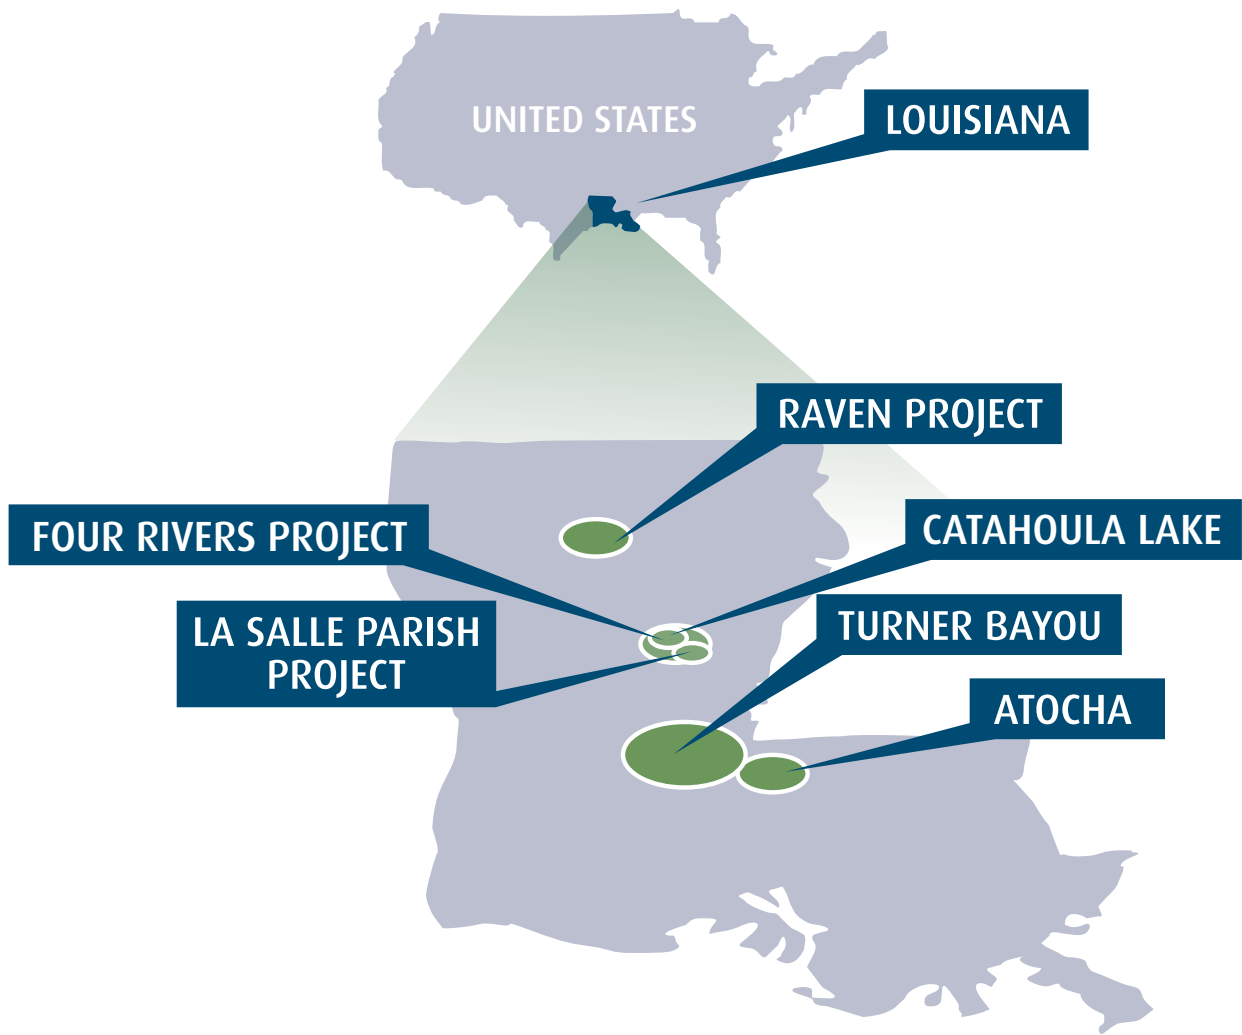 UNITED STATES
LOUISIANA
RAVEN PROJECT
FOUR RIVERS PROJECT
CATAHOULA LAKE
LA SALLE PARISH
PROJECT
TURNER BAYOU
ATOCHA